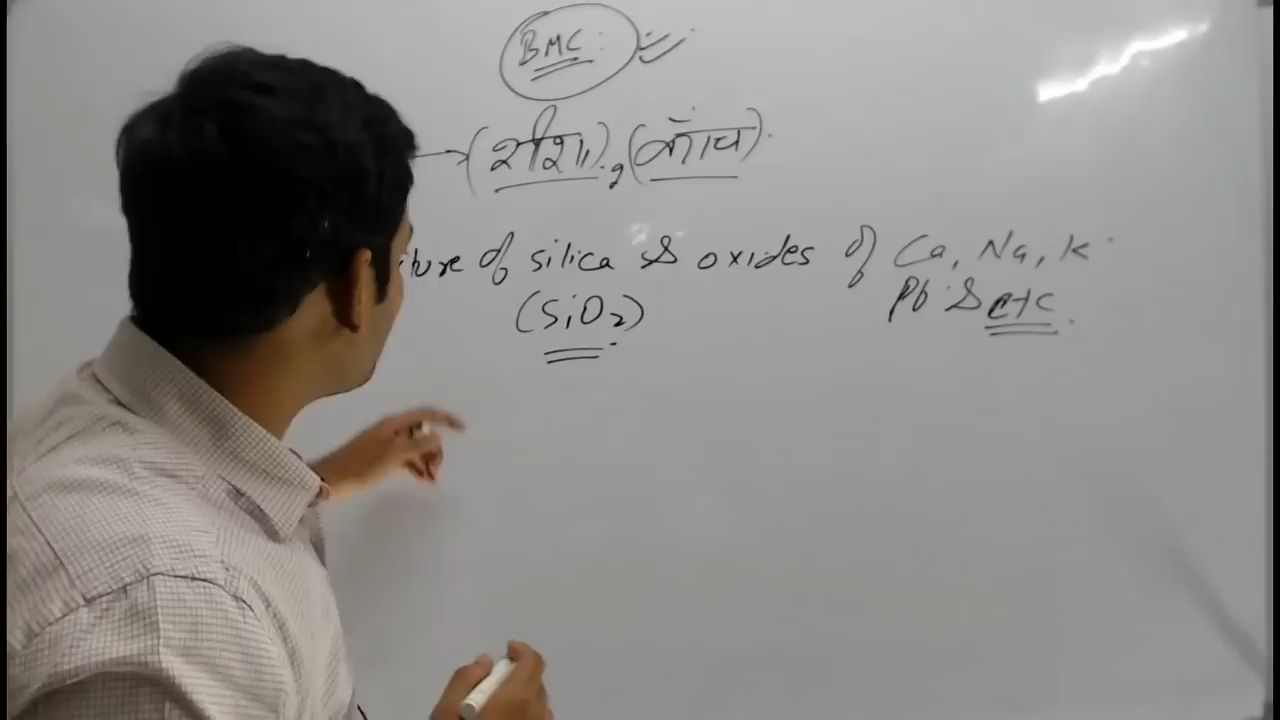 BMC:
(शीशा), (काँच).
ture of silica & oxides of Ca, Na, K
(SiO2)
Pb & etc.